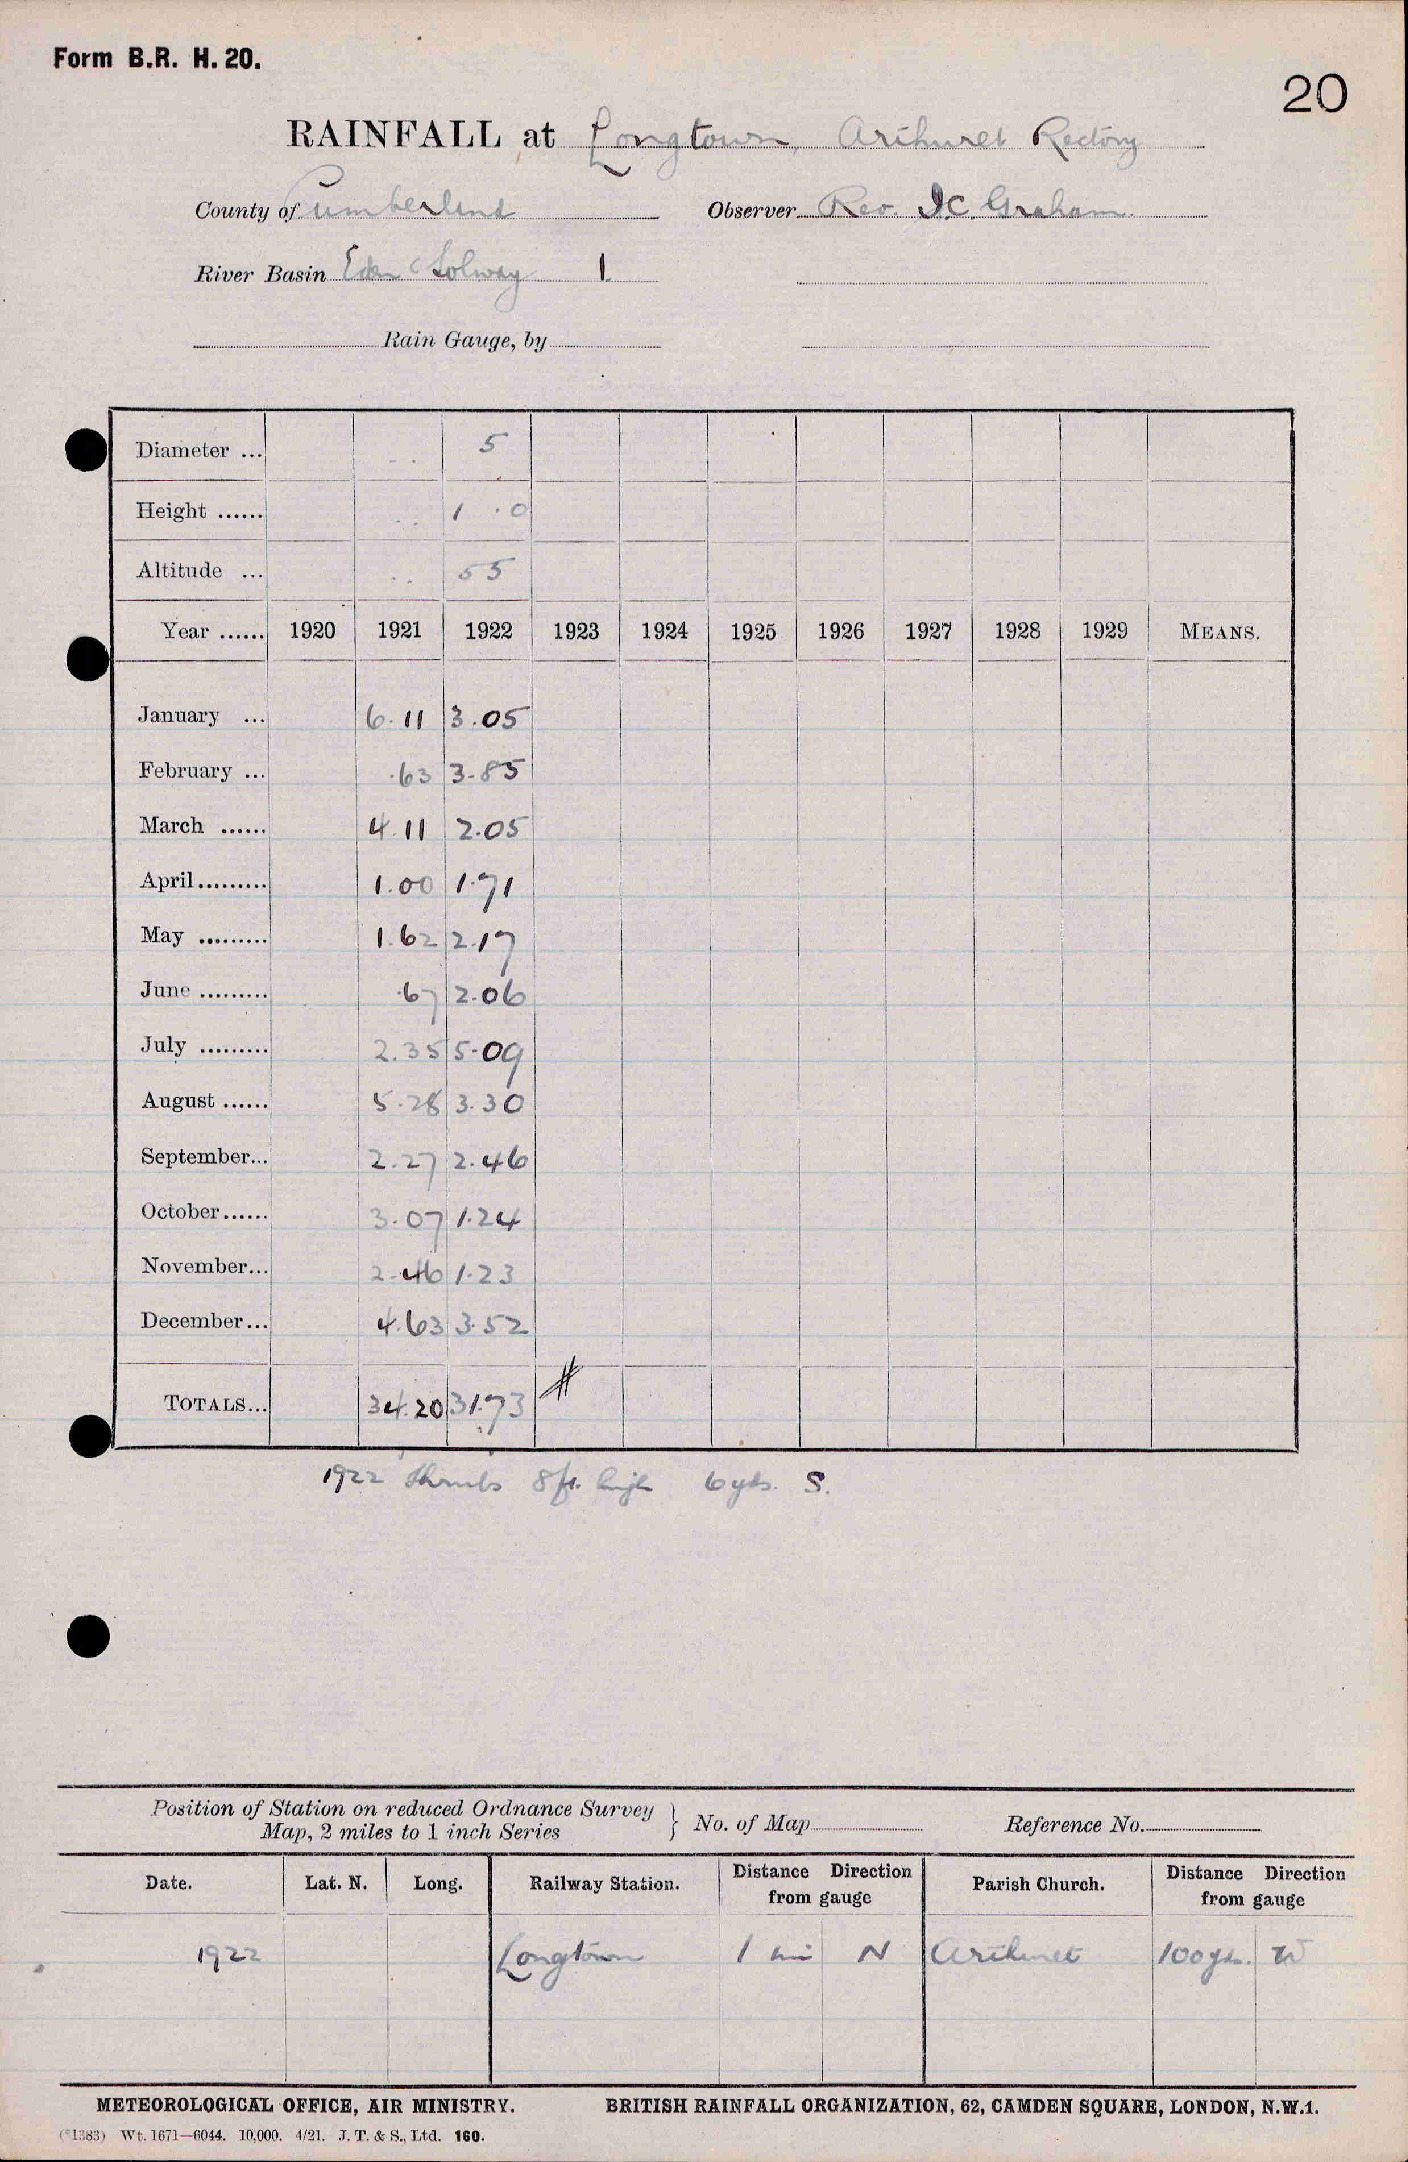 Form B.R. H. 20.
20
RAINFALL at Longtown, Arthuret Rectory
County of Cumberland Observer Rev. I.C. Graham.
River Basin Eden & Solway 1
Rain Gauge, by
Diameter ... .. 5
Height ...... .. 1 . 0
Altitude ... .. 55
Year ...... 1920 1921 1922 1923 1924 1925 1926 1927 1928 1929 MEANS.
January ... 6.11 3.05
February ... .63 3.85
March ...... 4.11 2.05
April......... 1.00 1.71
May ......... 1.62 2.17
June ......... .67 2.06
July ......... 2.35 5.09
August ...... 5.28 3.30
September... 2.27 2.46
October...... 3.07 1.24
November... 2.46 1.23
December... 4.63 3.52
TOTALS... 34.20 31.73
1922 Shrubs 8 ft. high 6 yds. S.
Position of Station on reduced Ordnance Survey Map, 2 miles to 1 inch Series } No. of Map Reference No.
Date. Lat. N. Long. Railway Station. Distance Direction from gauge Parish Church. Distance Direction from gauge
1922 Longtown 1 mi N Arthuret 100 yds. W
METEOROLOGICAL OFFICE, AIR MINISTRY. BRITISH RAINFALL ORGANIZATION, 62, CAMDEN SQUARE, LONDON, N.W.1.
(*1383) Wt. 1671—6044. 10,000. 4/21. J. T. & S., Ltd. 160.